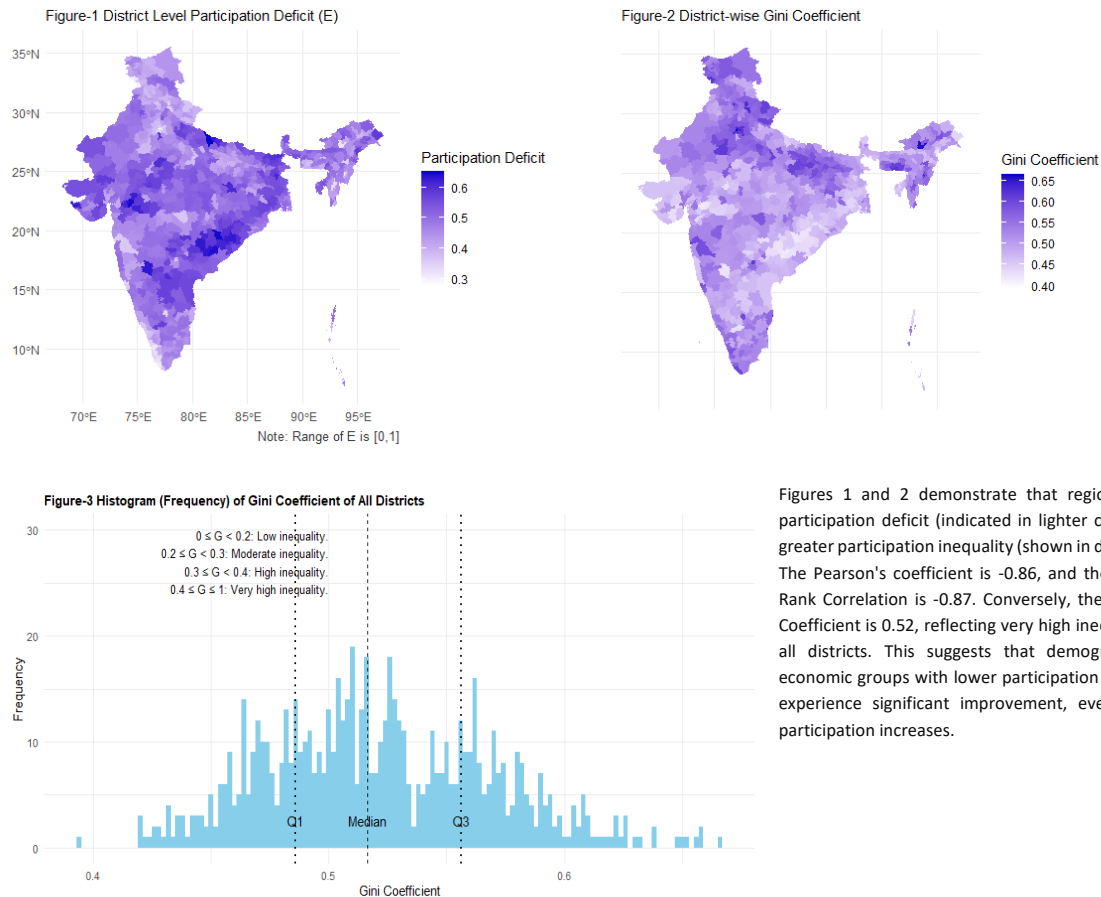 Figure-1 District Level Participation Deficit (E)
35°N
30°N
25°N
20°N
15°N
10°N
70°E 75°E 80°E 85°E 90°E 95°E
Note: Range of E is [0,1]
Participation Deficit
0.6
0.5
0.4
0.3
Figure-2 District-wise Gini Coefficient
Gini Coefficient
0.65
0.60
0.55
0.50
0.45
0.40
Figure-3 Histogram (Frequency) of Gini Coefficient of All Districts
0 ≤ G < 0.2: Low inequality.
0.2 ≤ G < 0.3: Moderate inequality.
0.3 ≤ G < 0.4: High inequality.
0.4 ≤ G ≤ 1: Very high inequality.
30
20
10
0
Frequency
Q1 Median Q3
0.4 0.5 0.6
Gini Coefficient
Figures 1 and 2 demonstrate that
participation deficit (indicated in lighter
greater participation inequality (shown in
The Pearson's coefficient is -0.86, and
Rank Correlation is -0.87. Conversely,
Coefficient is 0.52, reflecting very high
all districts. This suggests that
economic groups with lower participation
experience significant improvement,
participation increases.